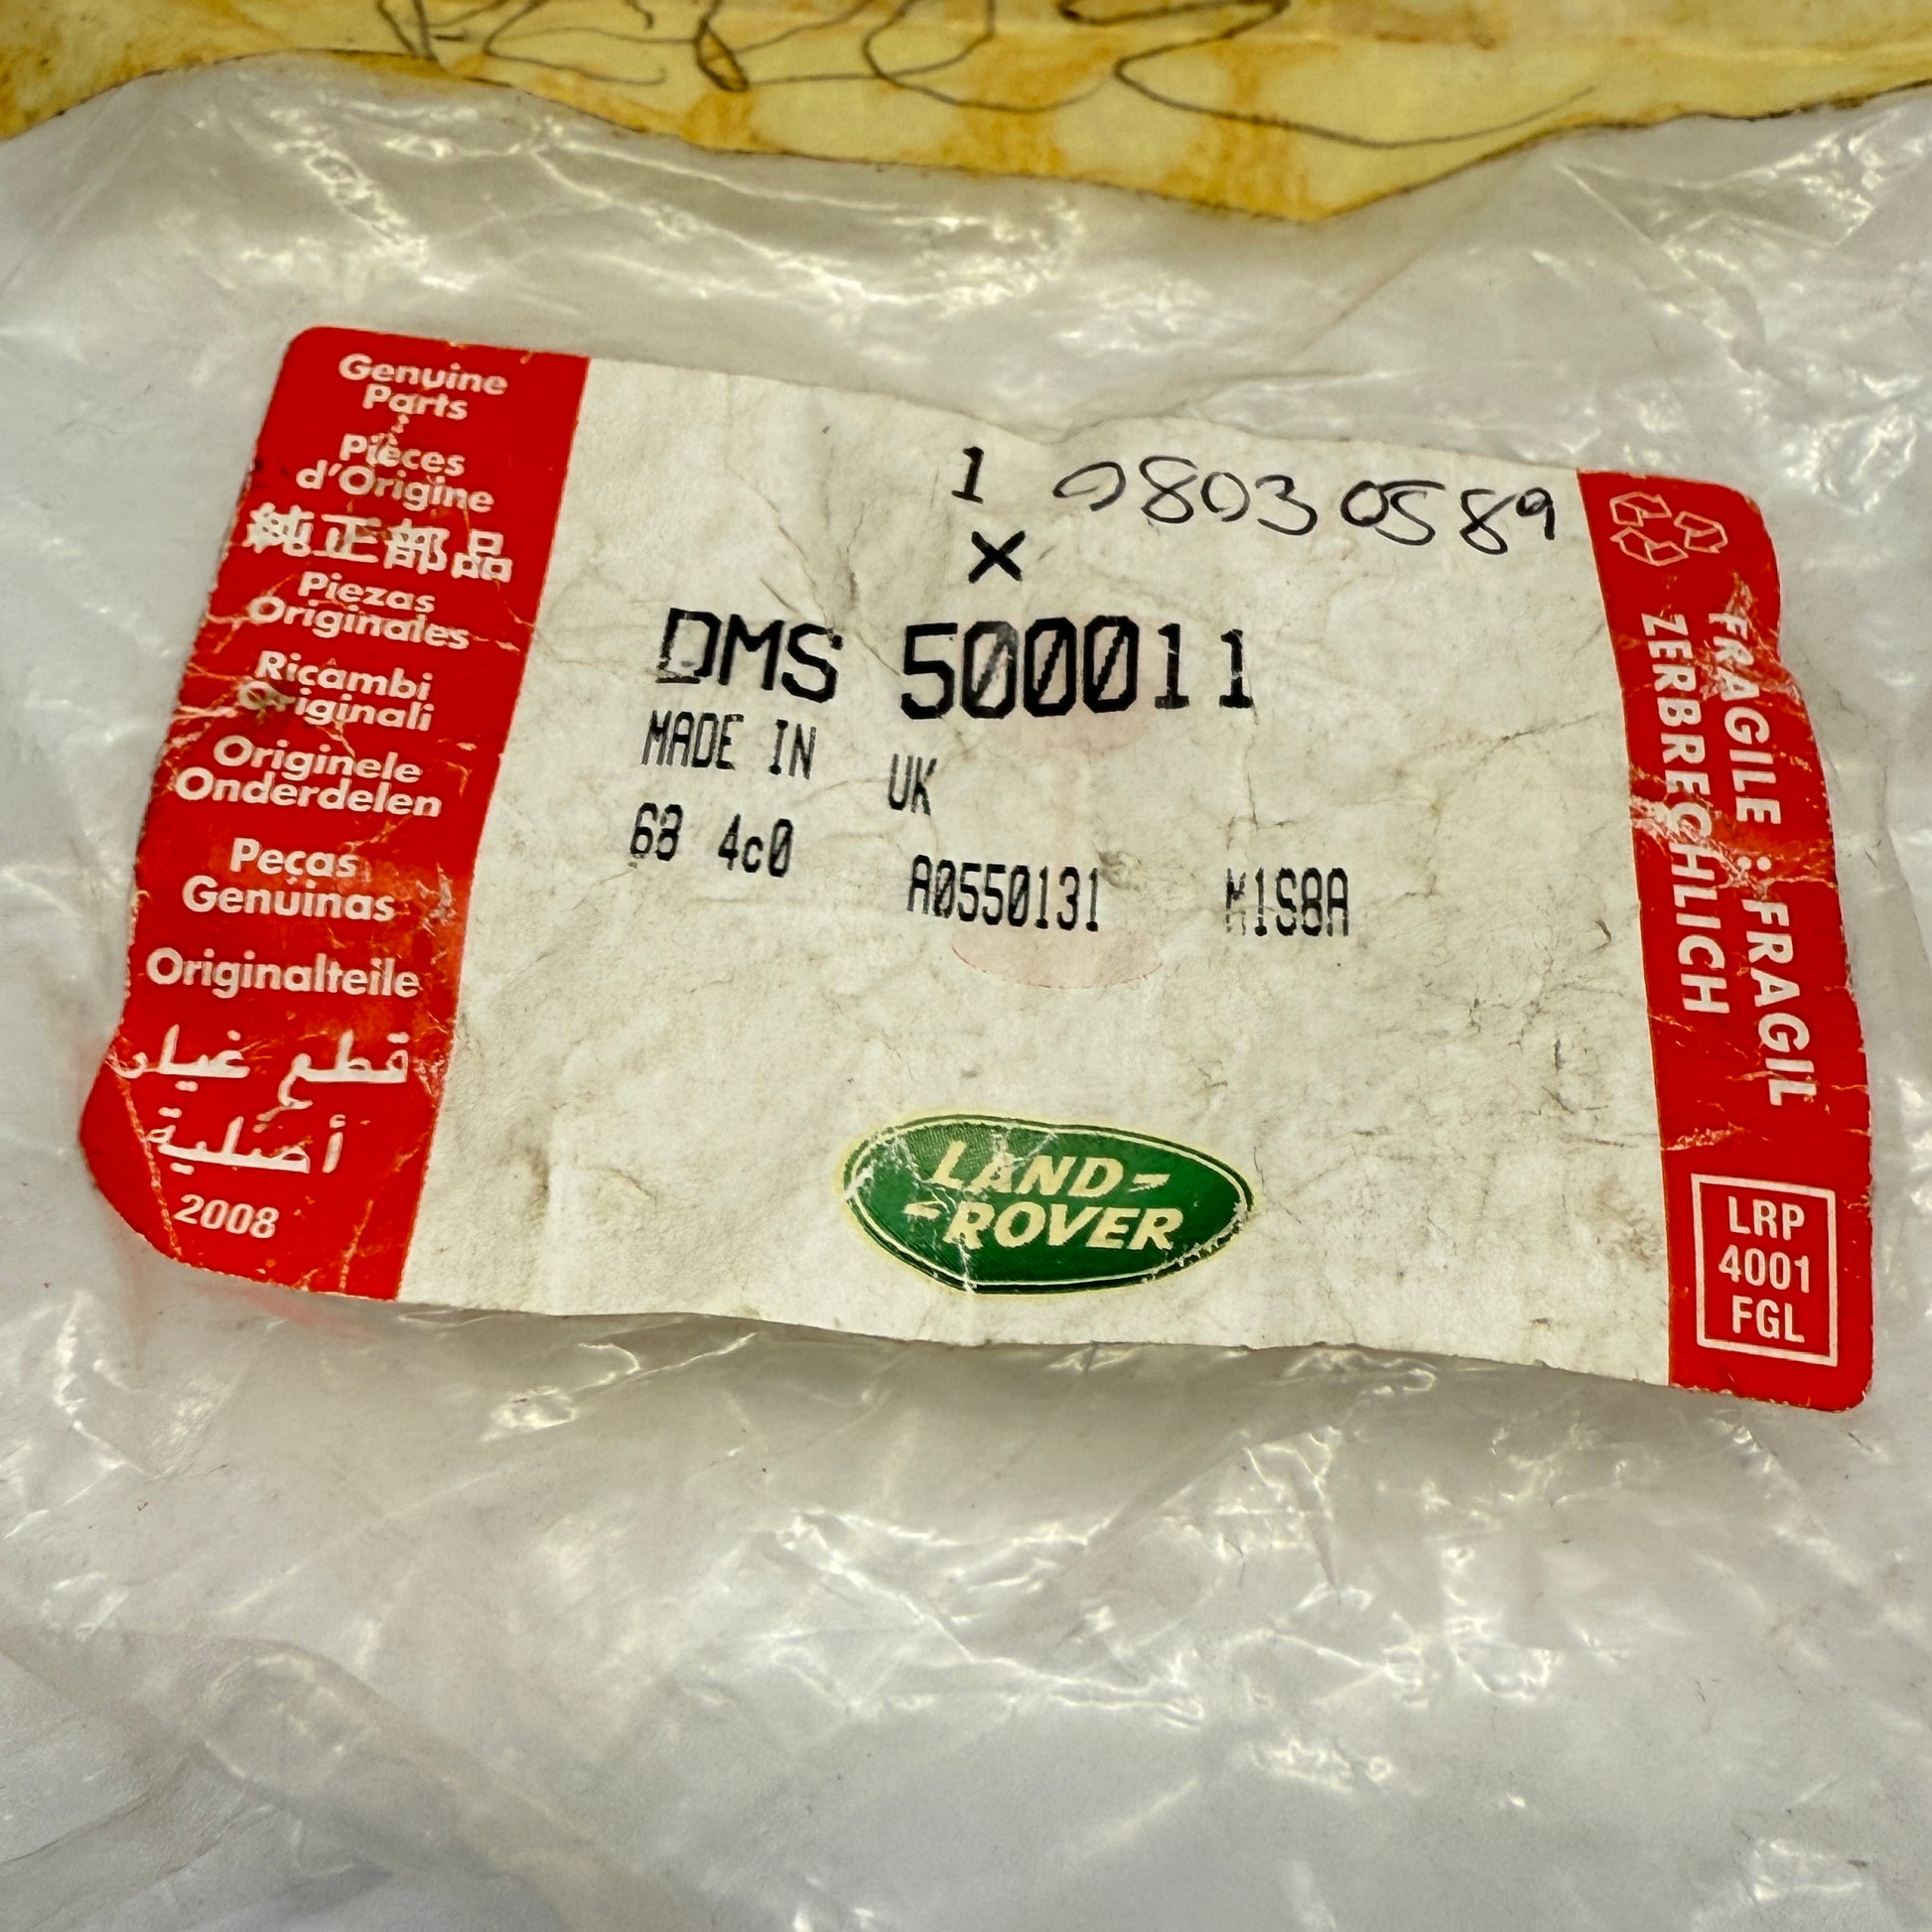 Genuine
Parts
Pièces
d'Origine
純正部品
Piezas
Originales
Ricambi
Originali
Originele
Onderdelen
Peças
Genuinas
Originalteile
قطع غيار
أصلية
2008
1 08030589
X
DMS 500011
MADE IN UK
68 4c0 A0550131 M1S8A
LAND-
-ROVER
FRAGILE : FRAGIL
ZERBRECHLICH
LRP
4001
FGL